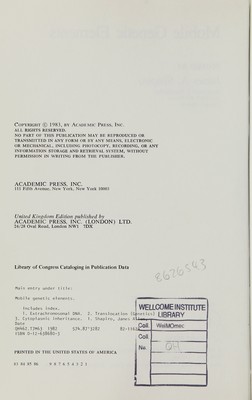 COPYRIGHT © 1983, BY ACADEMIC PRESS, INC.
ALL RIGHTS RESERVED.
NO PART OF THIS PUBLICATION MAY BE REPRODUCED OR
TRANSMITTED IN ANY FORM OR BY ANY MEANS, ELECTRONIC
OR MECHANICAL, INCLUDING PHOTOCOPY, RECORDING, OR ANY
INFORMATION STORAGE AND RETRIEVAL SYSTEM, WITHOUT
PERMISSION IN WRITING FROM THE PUBLISHER.
ACADEMIC PRESS, INC.
111 Fifth Avenue, New York, New York 10003
United Kingdom Edition published by
ACADEMIC PRESS, INC. (LONDON) LTD.
24/28 Oval Road, London NW1 7DX
Library of Congress Cataloging in Publication Data
Main entry under title:
Mobile genetic elements.
Includes index.
1. Extrachromosomal DNA. 2. Translocation (Genetics)
3. Cytoplasmic inheritance. I. Shapiro, James
Date
1982 574.87'3282
ISBN 0-12-638680-3
PRINTED IN THE UNITED STATES OF AMERICA
83 84 85 86 9 8 7 6 5 4 3 2 1
WELLCOME INSTITUTE
LIBRARY
Coll. WelMOmec
Call
No. QH